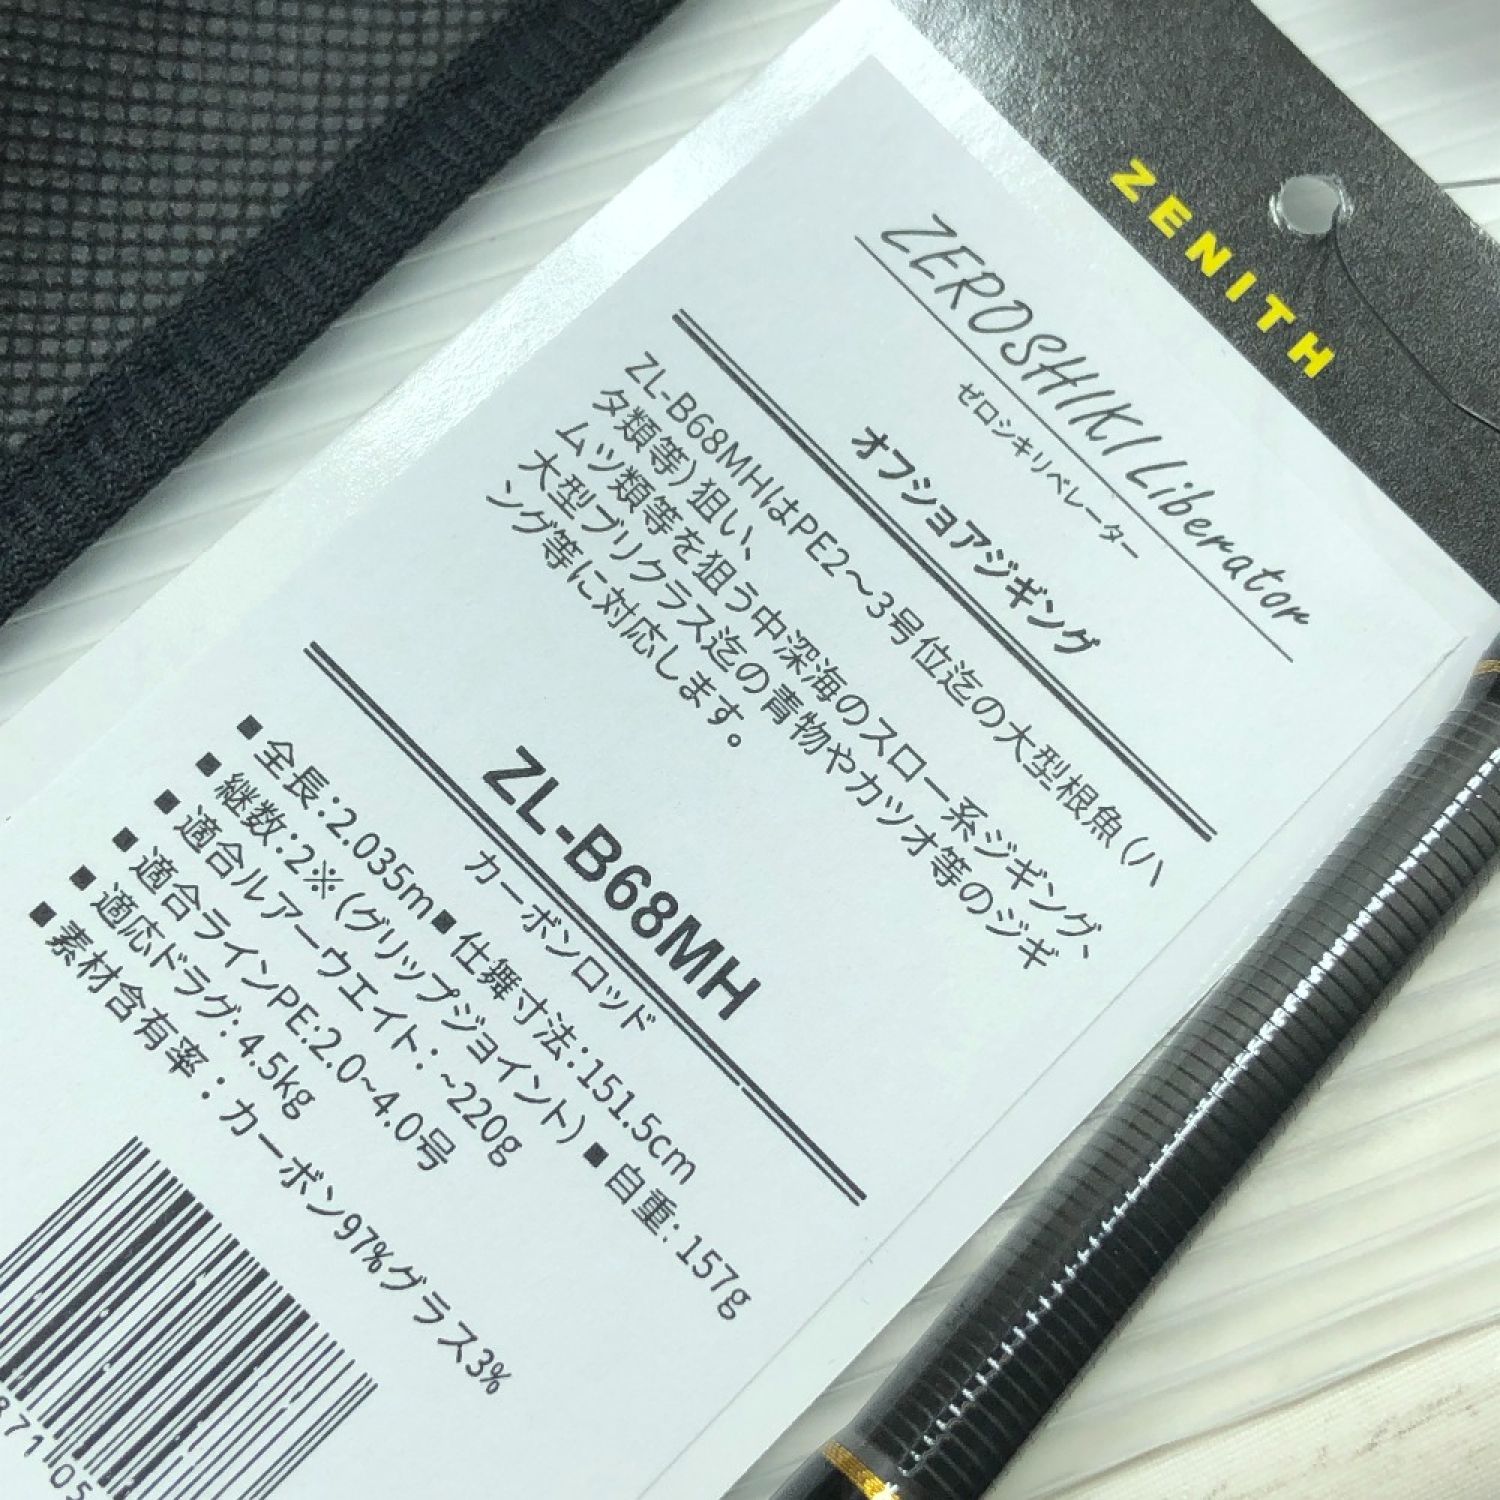 ZENITH
ZEROSHIKI Liberator
ゼロシキリベレーター
オフショアジギング
ZL-B68MHはPE2～3号位迄の大型根魚（ハ
タ類等）狙い、
ムツ類等を狙う中深海のスロー系ジギング、
大型ブリクラス迄の青物やカツオ等のジギ
ング等に対応します。
ZL-B68MH
カーボンロッド
■全長：2.035m■仕舞寸法：151.5cm
■継数：2※（グリップジョイント）■自重：157g
■適合ルアーウエイト：~220g
■適合ラインPE:2.0~4.0号
■適応ドラグ：4.5kg
■素材含有率：カーボン97%グラス3%